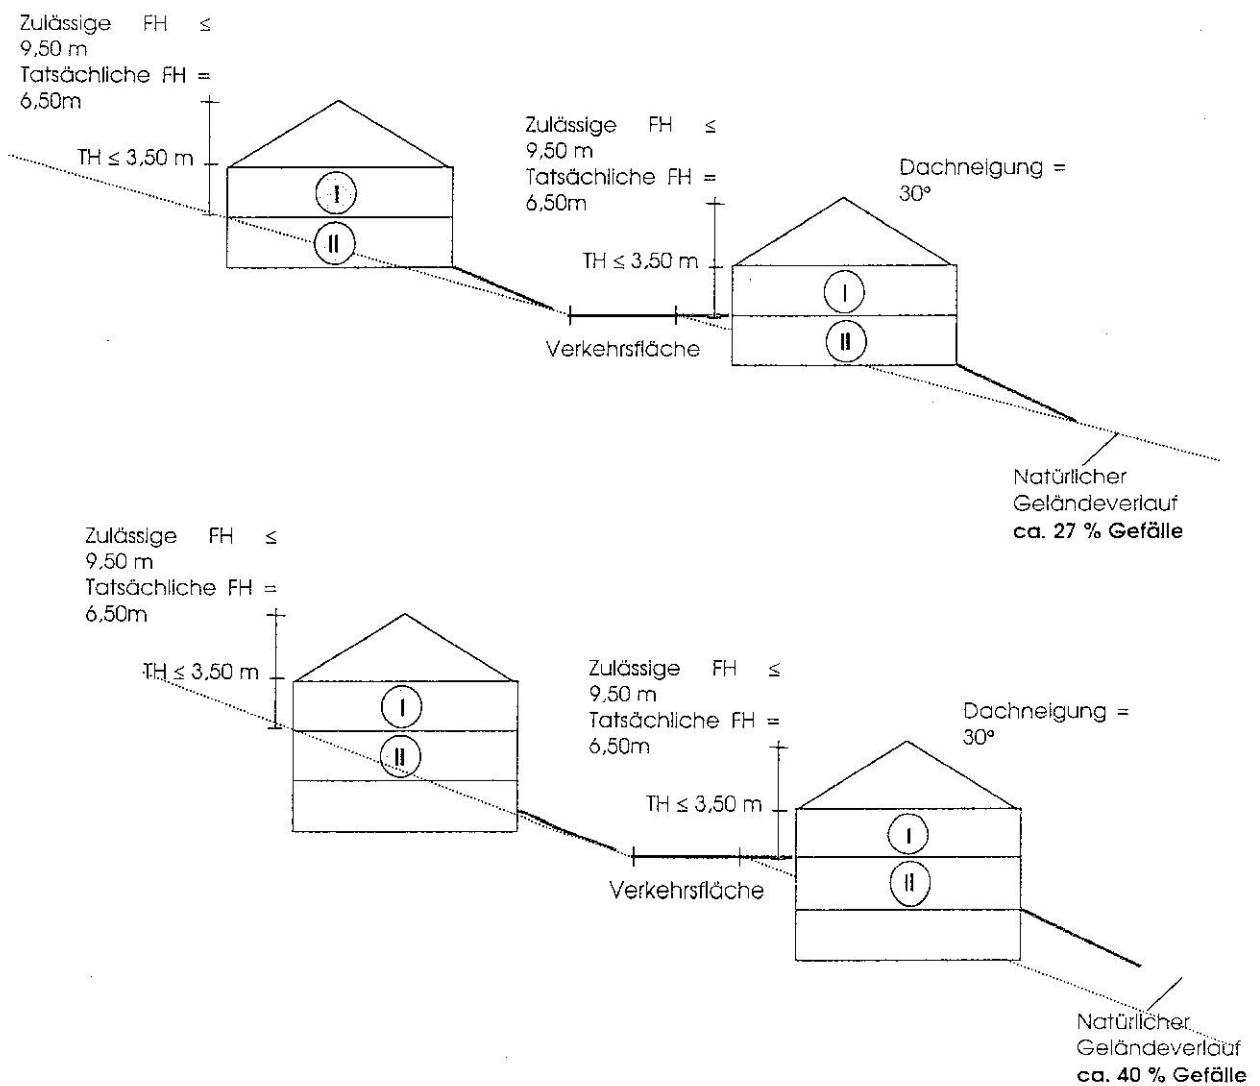 Zulässige FH ≤
9,50 m
Tatsächliche FH =
6,50m
TH ≤ 3,50 m
I
II
Zulässige FH ≤
9,50 m
Tatsächliche FH =
6,50m
Dachneigung =
30°
TH ≤ 3,50 m
I
II
Verkehrsfläche
Natürlicher
Geländeverlauf
ca. 27 % Gefälle
Zulässige FH ≤
9,50 m
Tatsächliche FH =
6,50m
TH ≤ 3,50 m
I
II
Zulässige FH ≤
9,50 m
Tatsächliche FH =
6,50m
Dachneigung =
30°
TH ≤ 3,50 m
I
II
Verkehrsfläche
Natürlicher
Geländeverlauf
ca. 40 % Gefälle